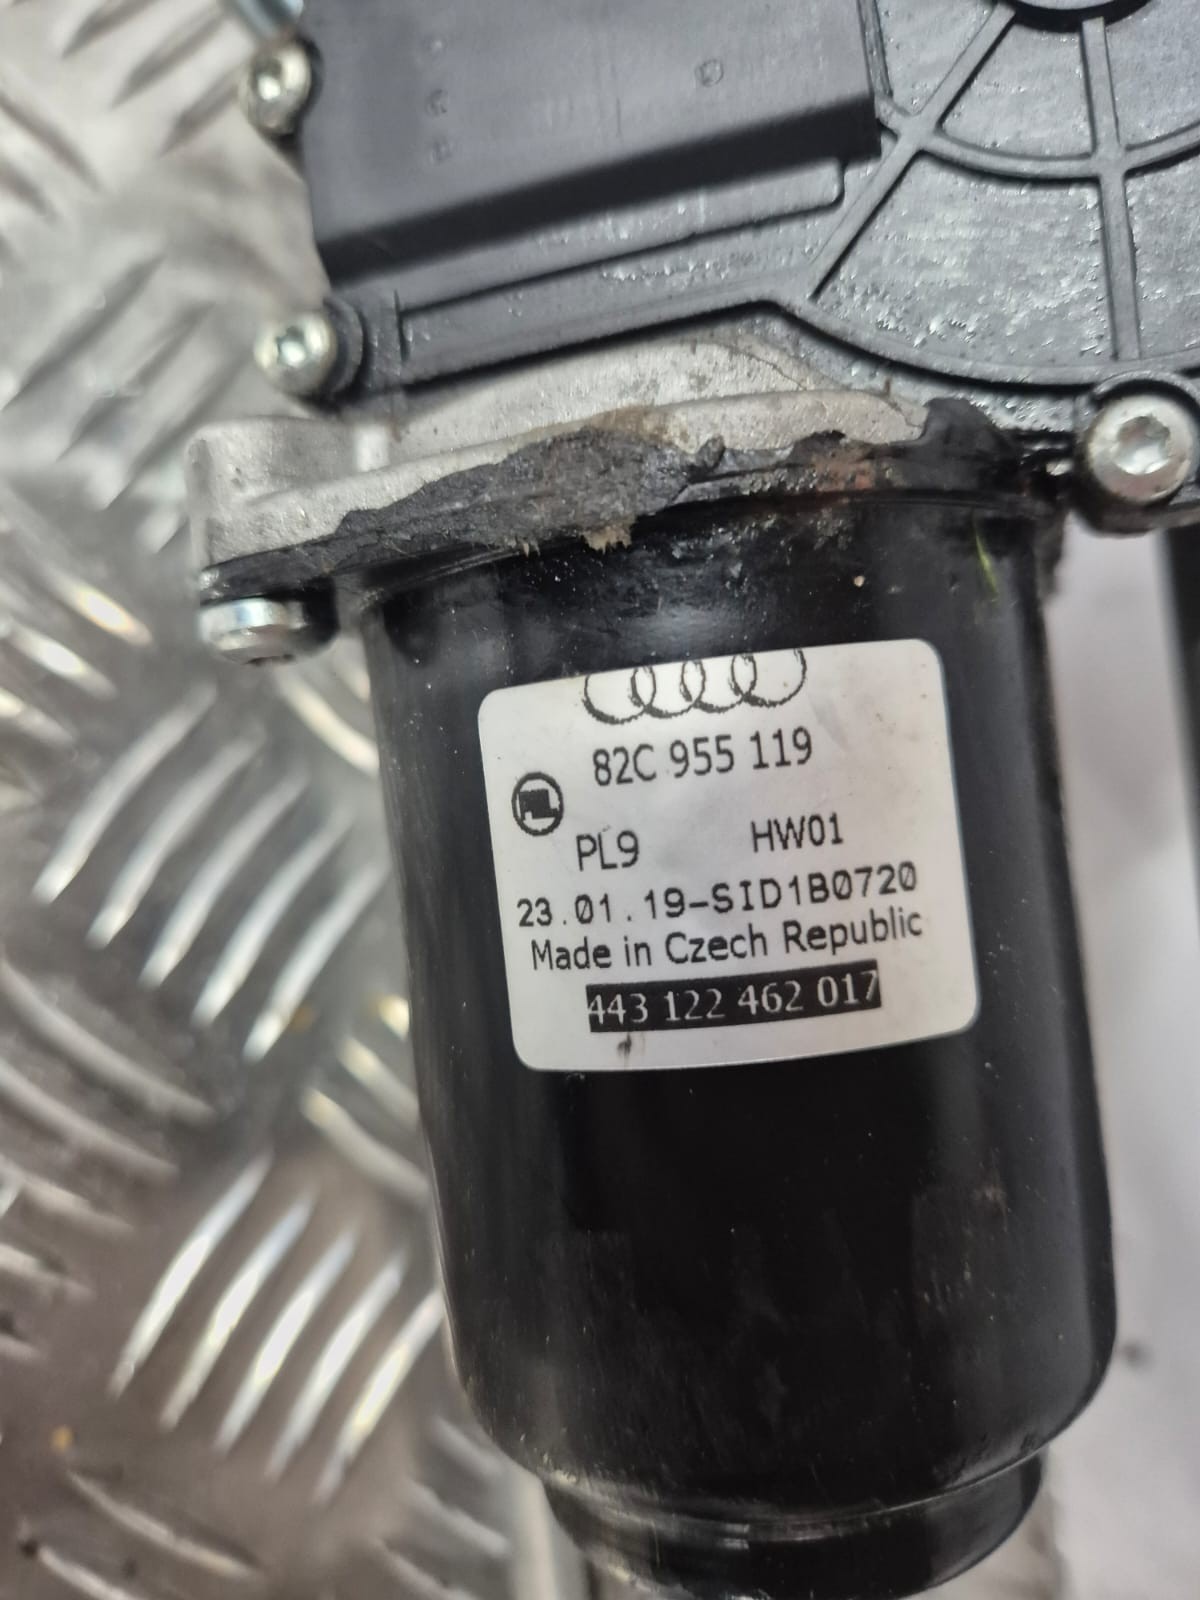 82C 955 119
PL9 HW01
23.01.19-SID1B0720
Made in Czech Republic
443 122 462 017